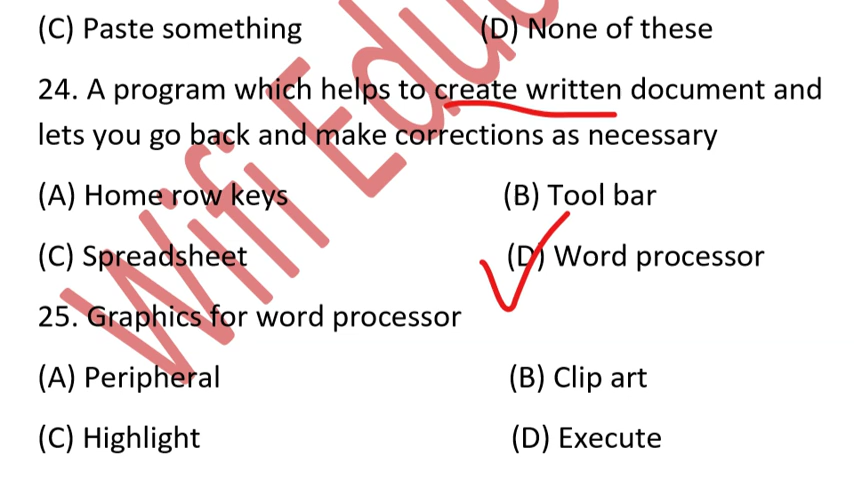 (C) Paste something (D) None of these
24. A program which helps to create written document and
lets you go back and make corrections as necessary
(A) Home row keys (B) Tool bar
(C) Spreadsheet (D) Word processor
25. Graphics for word processor
(A) Peripheral (B) Clip art
(C) Highlight (D) Execute
Wifi Educ